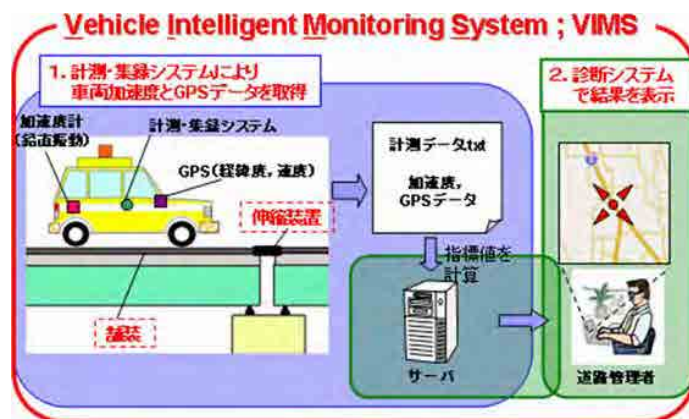 Vehicle Intelligent Monitoring System ; VIMS
1. 計測・集録システムにより
車両加速度とGPSデータを取得
2. 診断システム
で結果を表示
加速度計
(鉛直振動)
計測・集録システム
GPS(経緯度, 速度)
伸縮装置
舗装
計測データtxt
加速度,
GPSデータ
指標値を
計算
サーバ
道路管理者